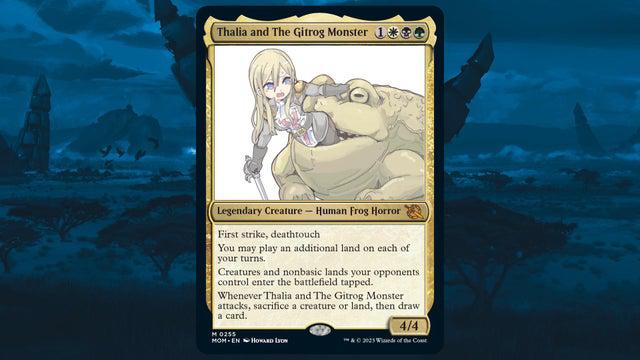 Thalia and The Gitrog Monster 1
Legendary Creature — Human Frog Horror
First strike, deathtouch
You may play an additional land on each of
your turns.
Creatures and nonbasic lands your opponents
control enter the battlefield tapped.
Whenever Thalia and The Gitrog Monster
attacks, sacrifice a creature or land, then draw
a card.
4/4
M 0255
MOM • EN Howard Lyon
™ & © 2023 Wizards of the Coast